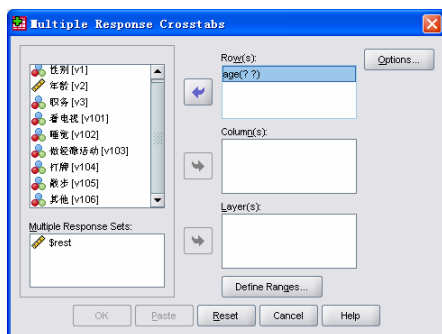 Multiple Response Crosstabs
性别 [v1]
年龄 [v2]
职务 [v3]
看电视 [v101]
睡觉 [v102]
做轻微活动 [v103]
打牌 [v104]
散步 [v105]
其他 [v106]
Multiple Response Sets:
$rest
Row(s):
age(? ?)
Column(s):
Layer(s):
Define Ranges...
Options...
OK
Paste
Reset
Cancel
Help